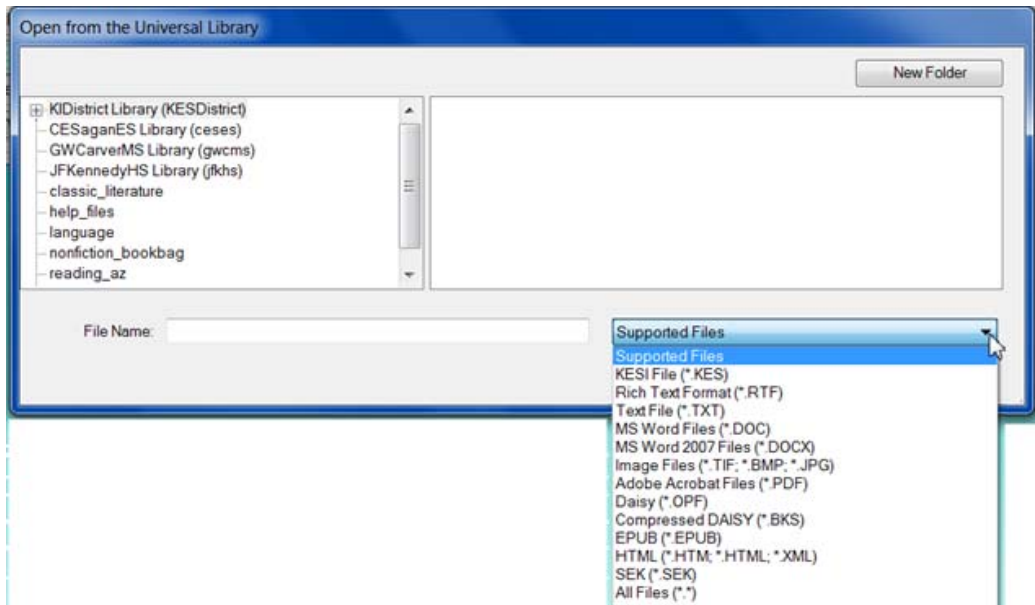 Open from the Universal Library
New Folder
KIDistrict Library (KESDistrict)
CESaganES Library (ceses)
GWCarverMS Library (gwcms)
JFKennedyHS Library (jfkhs)
classic_literature
help_files
language
nonfiction_bookbag
reading_az
File Name:
Supported Files
Supported Files
KESI File (*.KES)
Rich Text Format (*.RTF)
Text File (*.TXT)
MS Word Files (*.DOC)
MS Word 2007 Files (*.DOCX)
Image Files (*.TIF; *.BMP; *.JPG)
Adobe Acrobat Files (*.PDF)
Daisy (*.OPF)
Compressed DAISY (*.BKS)
EPUB (*.EPUB)
HTML (*.HTM; *.HTML; *.XML)
SEK (*.SEK)
All Files (*.*)